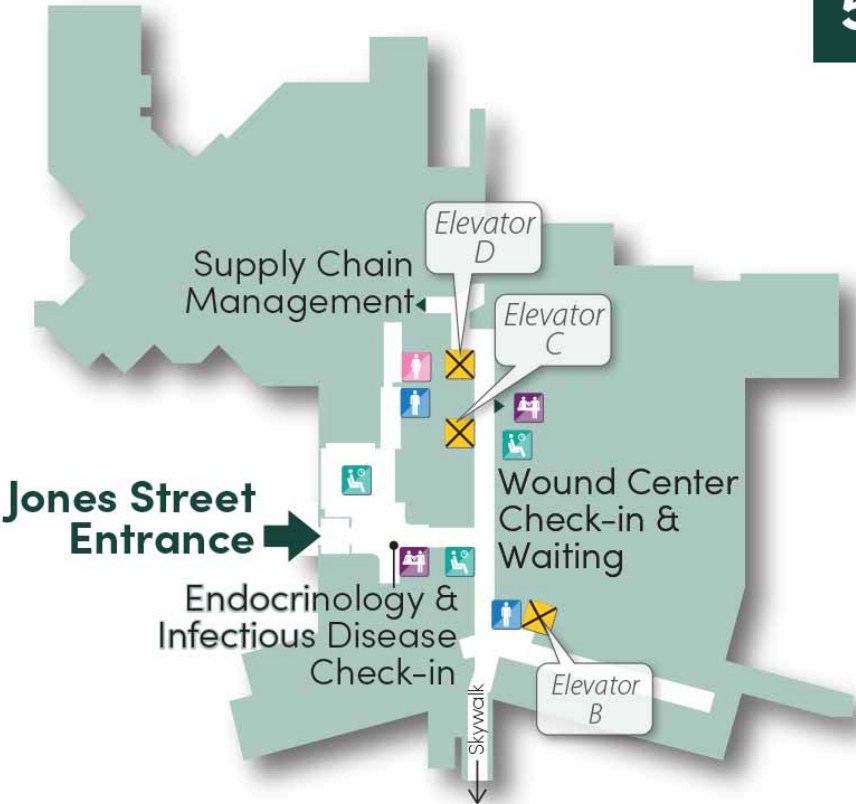 5
Elevator
D
Supply Chain
Management
Elevator
C
Jones Street
Entrance
Wound Center
Check-in &
Waiting
Endocrinology &
Infectious Disease
Check-in
Elevator
B
Skywalk